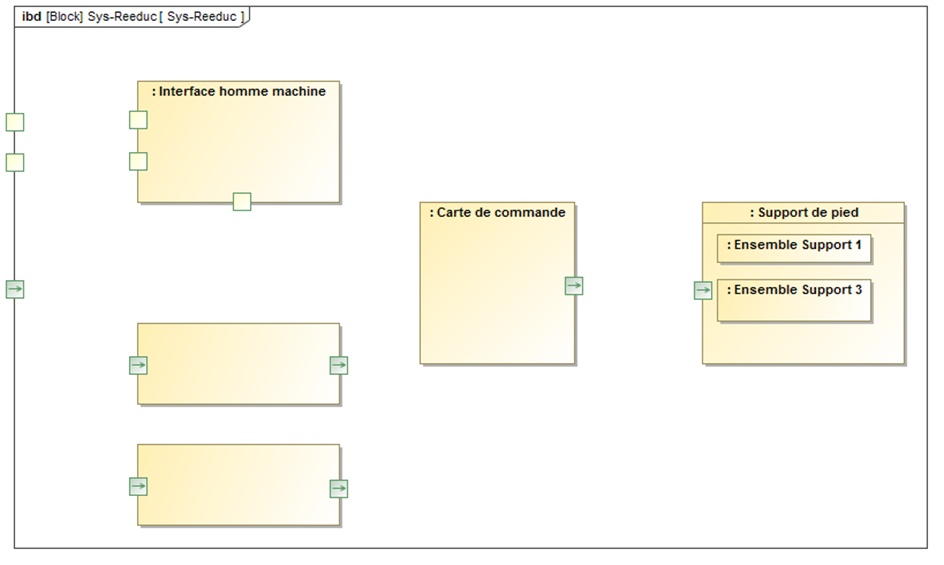 ibd [Block] Sys-Reeduc [ Sys-Reeduc ]
: Interface homme machine
: Carte de commande
: Support de pied
: Ensemble Support 1
: Ensemble Support 3